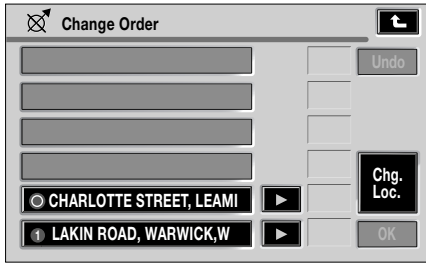 Change Order
Undo
Chg.
Loc.
CHARLOTTE STREET, LEAMI
1 LAKIN ROAD, WARWICK,W
OK